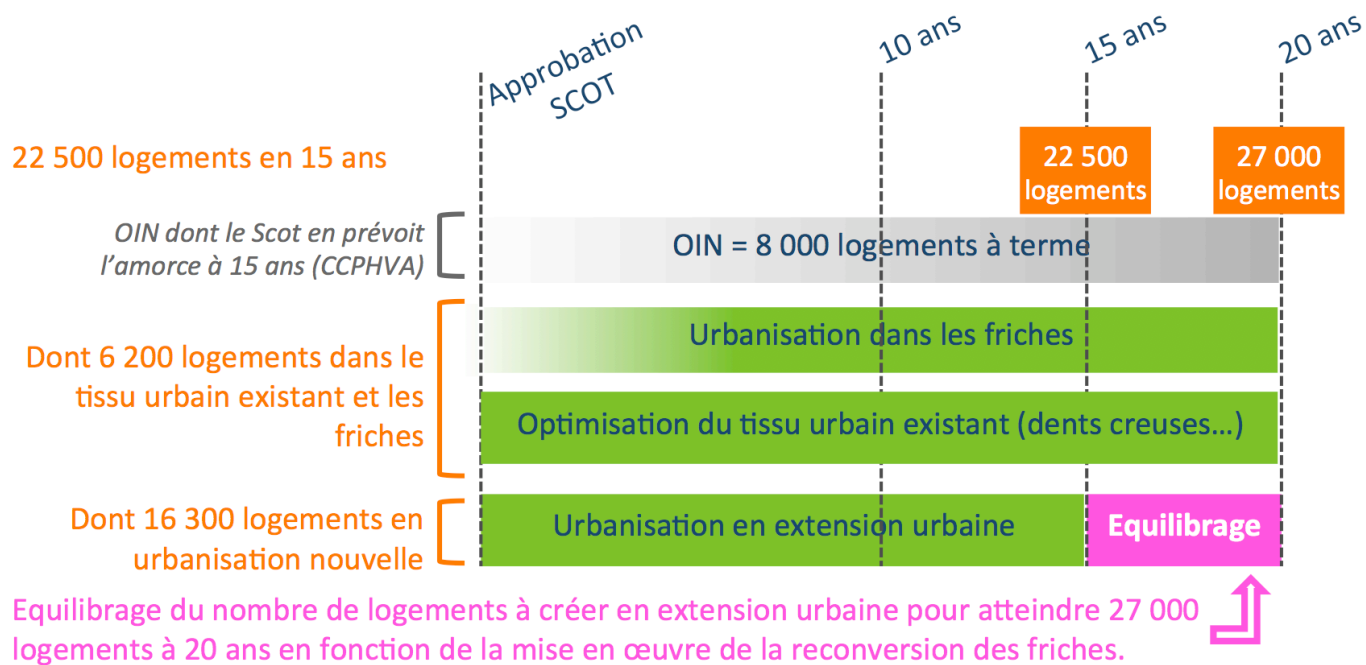 Approbation
SCOT
10 ans
15 ans
20 ans
22 500 logements en 15 ans
22 500
logements
27 000
logements
OIN dont le Scot en prévoit
l'amorce à 15 ans (CCPHVA)
OIN = 8 000 logements à terme
Dont 6 200 logements dans le
tissu urbain existant et les
friches
Urbanisation dans les friches
Optimisation du tissu urbain existant (dents creuses...)
Dont 16 300 logements en
urbanisation nouvelle
Urbanisation en extension urbaine
Equilibrage
Equilibrage du nombre de logements à créer en extension urbaine pour atteindre 27 000
logements à 20 ans en fonction de la mise en œuvre de la reconversion des friches.